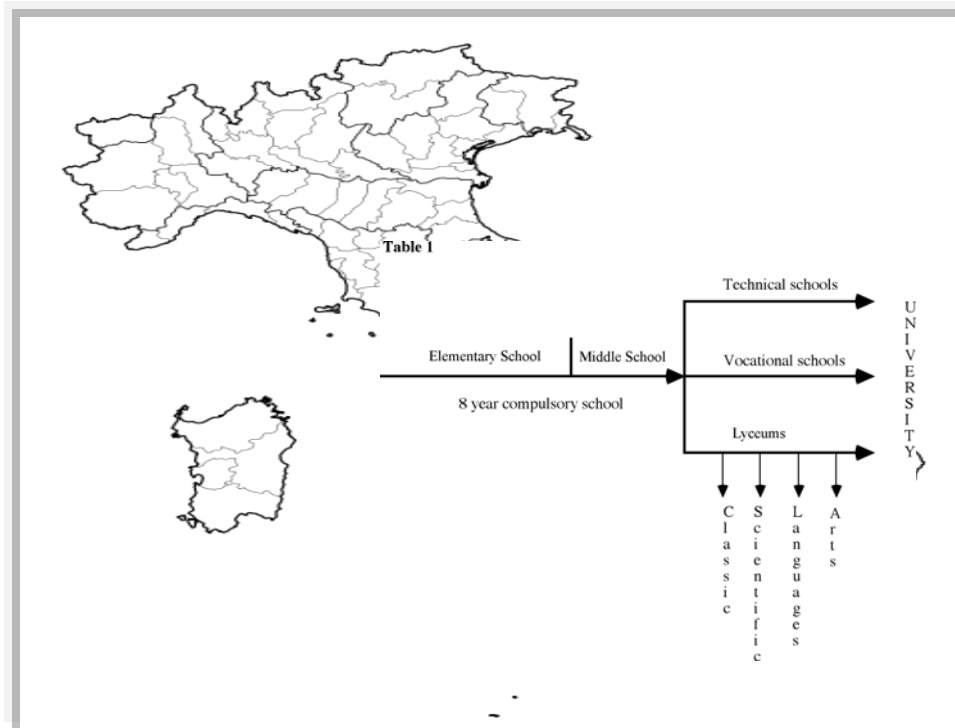 Table 1
Technical schools
Elementary School
Middle School
Vocational schools
8 year compulsory school
Lyceums
UNIVERSITY
Classic
Scientific
Languages
Arts